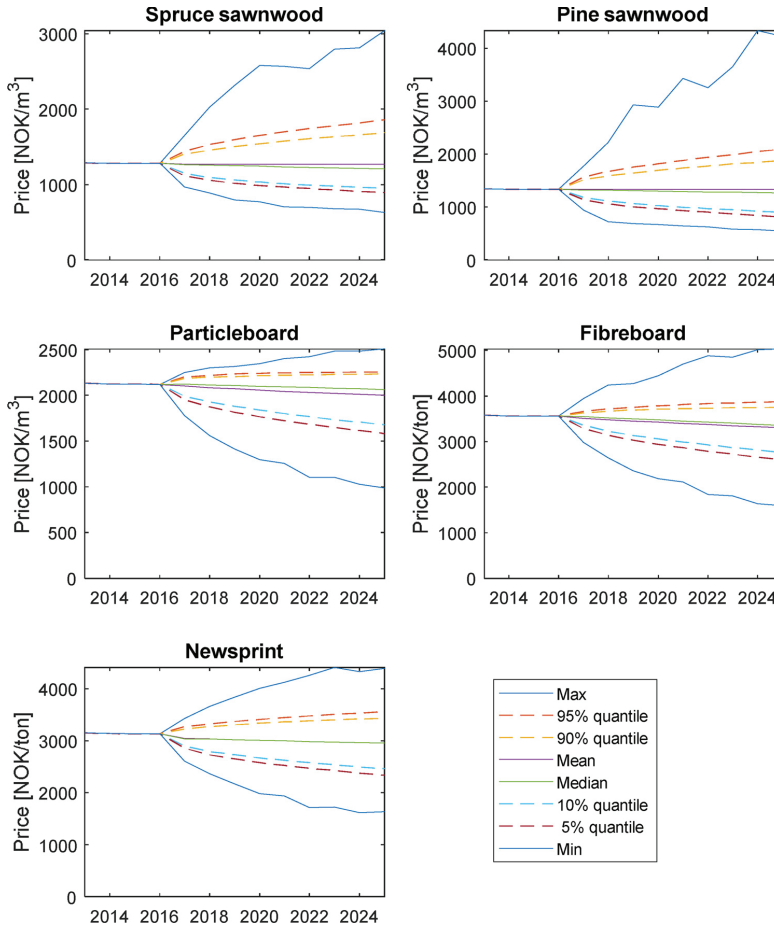 Spruce sawnwood
Price [NOK/m³]
3000
2000
1000
0
2014 2016 2018 2020 2022 2024
Pine sawnwood
Price [NOK/m³]
4000
3000
2000
1000
0
2014 2016 2018 2020 2022 2024
Particleboard
Price [NOK/m³]
2500
2000
1500
1000
500
0
2014 2016 2018 2020 2022 2024
Fibreboard
Price [NOK/ton]
5000
4000
3000
2000
1000
0
2014 2016 2018 2020 2022 2024
Newsprint
Price [NOK/ton]
4000
3000
2000
1000
0
2014 2016 2018 2020 2022 2024
Max
95% quantile
90% quantile
Mean
Median
10% quantile
5% quantile
Min